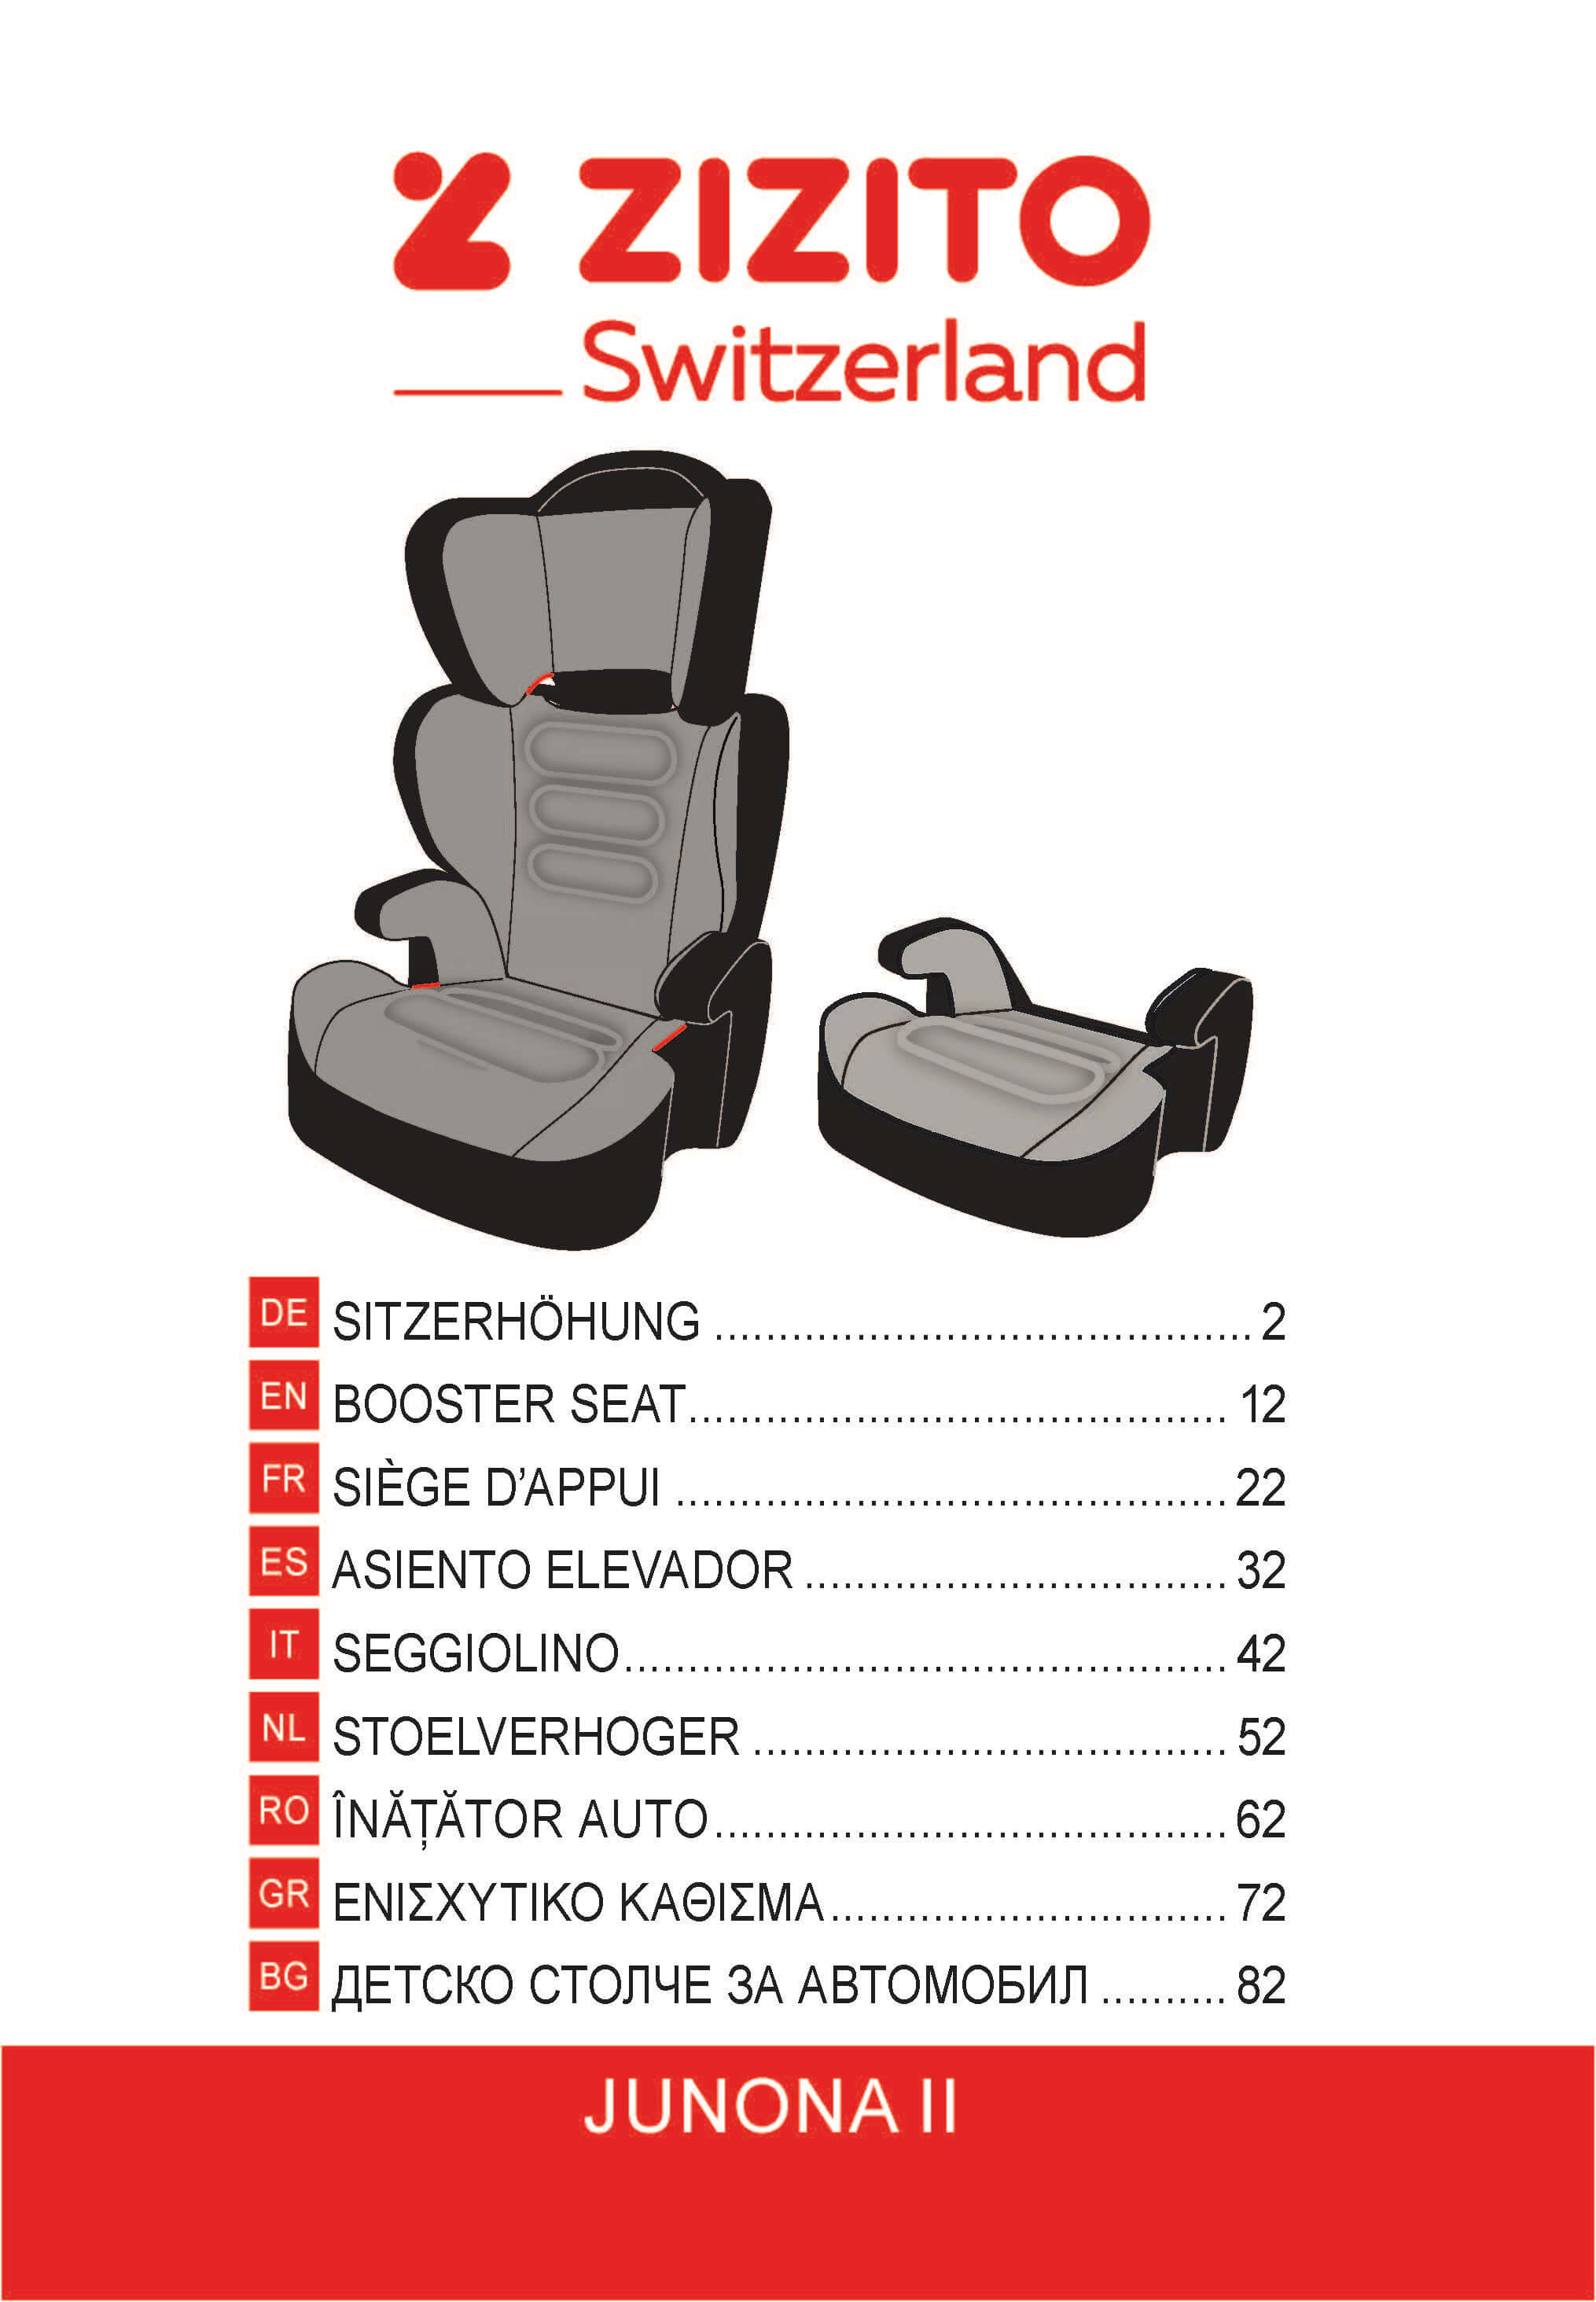 ZIZITO
Switzerland
DE SITZERHÖHUNG .......................................... 2
EN BOOSTER SEAT.......................................... 12
FR SIÈGE D’APPUI ........................................... 22
ES ASIENTO ELEVADOR ................................. 32
IT SEGGIOLINO............................................... 42
NL STOELVERHOGER ..................................... 52
RO ÎNĂȚĂTOR AUTO........................................ 62
GR ΕΝΙΣΧΥΤΙΚΟ ΚΑΘΙΣΜΑ............................... 72
BG ДЕТСКО СТОЛЧЕ ЗА АВТОМОБИЛ .......... 82
JUNONA II